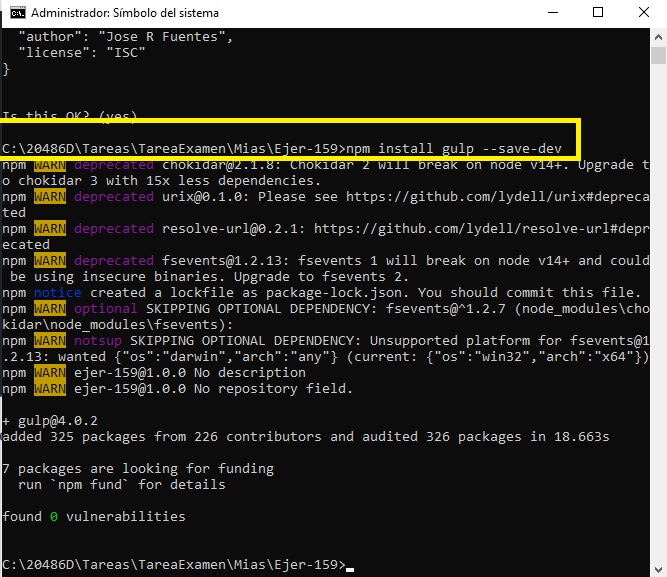 Administrador: Símbolo del sistema
"author": "Jose R Fuentes",
"license": "ISC"
}
Is this OK? (yes)
C:\20486D\Tareas\TareaExamen\Mias\Ejer-159>npm install gulp --save-dev
npm WARN deprecated chokidar@2.1.8: Chokidar 2 will break on node v14+. Upgrade t
o chokidar 3 with 15x less dependencies.
npm WARN deprecated urix@0.1.0: Please see https://github.com/lydell/urix#depreca
ted
npm WARN deprecated resolve-url@0.2.1: https://github.com/lydell/resolve-url#depr
ecated
npm WARN deprecated fsevents@1.2.13: fsevents 1 will break on node v14+ and could
 be using insecure binaries. Upgrade to fsevents 2.
npm notice created a lockfile as package-lock.json. You should commit this file.
npm WARN optional SKIPPING OPTIONAL DEPENDENCY: fsevents@^1.2.7 (node_modules\cho
kidar\node_modules\fsevents):
npm WARN notsup SKIPPING OPTIONAL DEPENDENCY: Unsupported platform for fsevents@1
.2.13: wanted {"os":"darwin","arch":"any"} (current: {"os":"win32","arch":"x64"})
npm WARN ejer-159@1.0.0 No description
npm WARN ejer-159@1.0.0 No repository field.
+ gulp@4.0.2
added 325 packages from 226 contributors and audited 326 packages in 18.663s
7 packages are looking for funding
run `npm fund` for details
found 0 vulnerabilities
C:\20486D\Tareas\TareaExamen\Mias\Ejer-159>